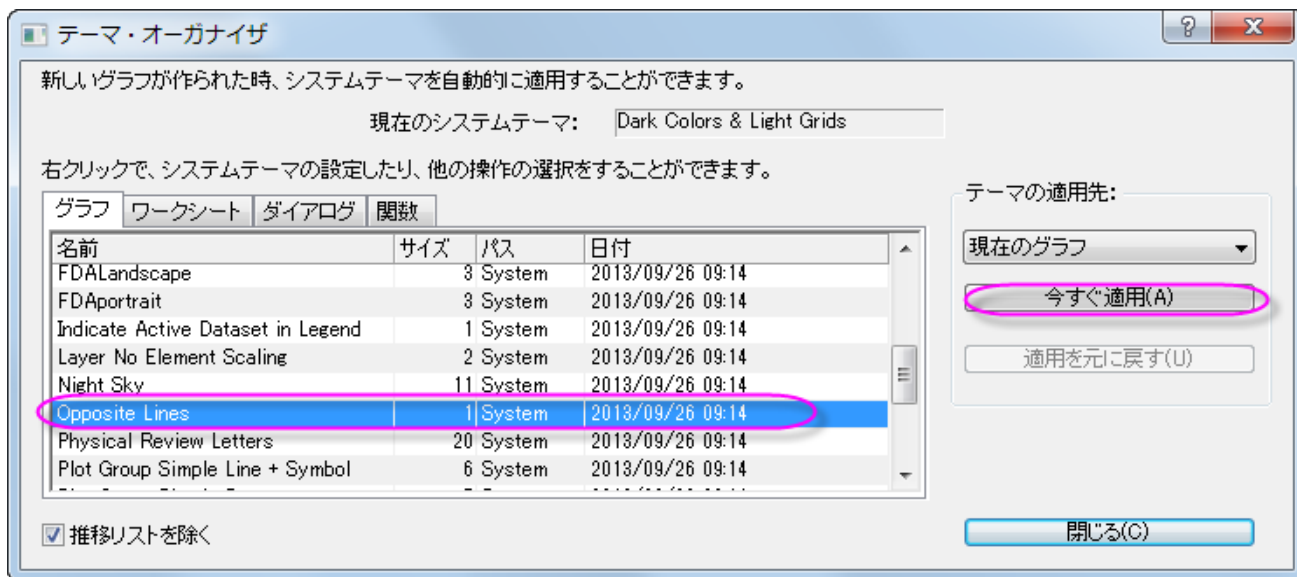 テーマ・オーガナイザ
新しいグラフが作られた時、システムテーマを自動的に適用することができます。
現在のシステムテーマ: Dark Colors & Light Grids
右クリックで、システムテーマの設定したり、他の操作の選択をすることができます。
グラフ ワークシート ダイアログ 関数
名前 サイズ パス 日付
FDALandscape 3 System 2013/09/26 09:14
FDAportrait 3 System 2013/09/26 09:14
Indicate Active Dataset in Legend 1 System 2013/09/26 09:14
Layer No Element Scaling 2 System 2013/09/26 09:14
Night Sky 11 System 2013/09/26 09:14
Opposite Lines 1 System 2013/09/26 09:14
Physical Review Letters 20 System 2013/09/26 09:14
Plot Group Simple Line + Symbol 6 System 2013/09/26 09:14
テーマの適用先:
現在のグラフ
今すぐ適用(A)
適用を元に戻す(U)
推移リストを除く
閉じる(C)